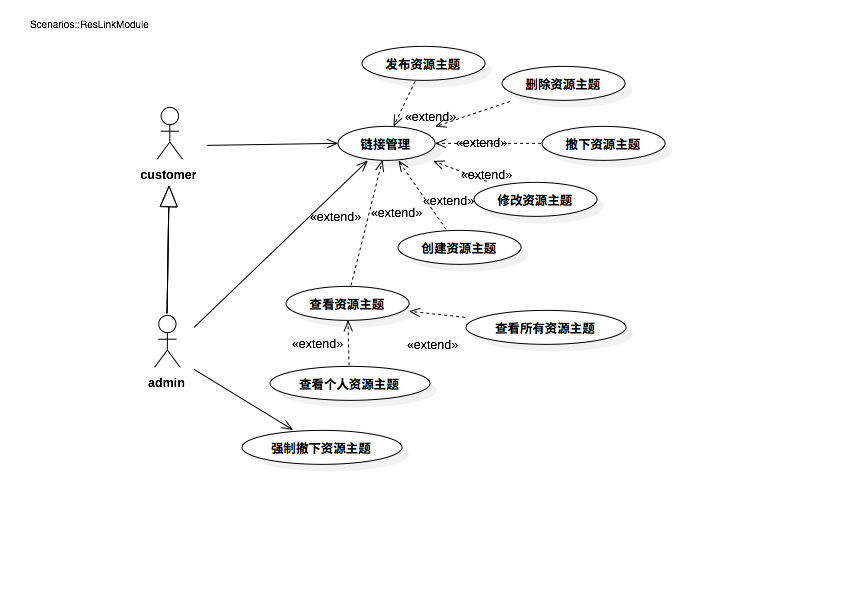 Scenarios::ResLinkModule
发布资源主题
删除资源主题
«extend»
链接管理
«extend»
撤下资源主题
customer
«extend»
«extend»
修改资源主题
«extend»
«extend»
创建资源主题
查看资源主题
查看所有资源主题
«extend»
«extend»
admin
查看个人资源主题
强制撤下资源主题